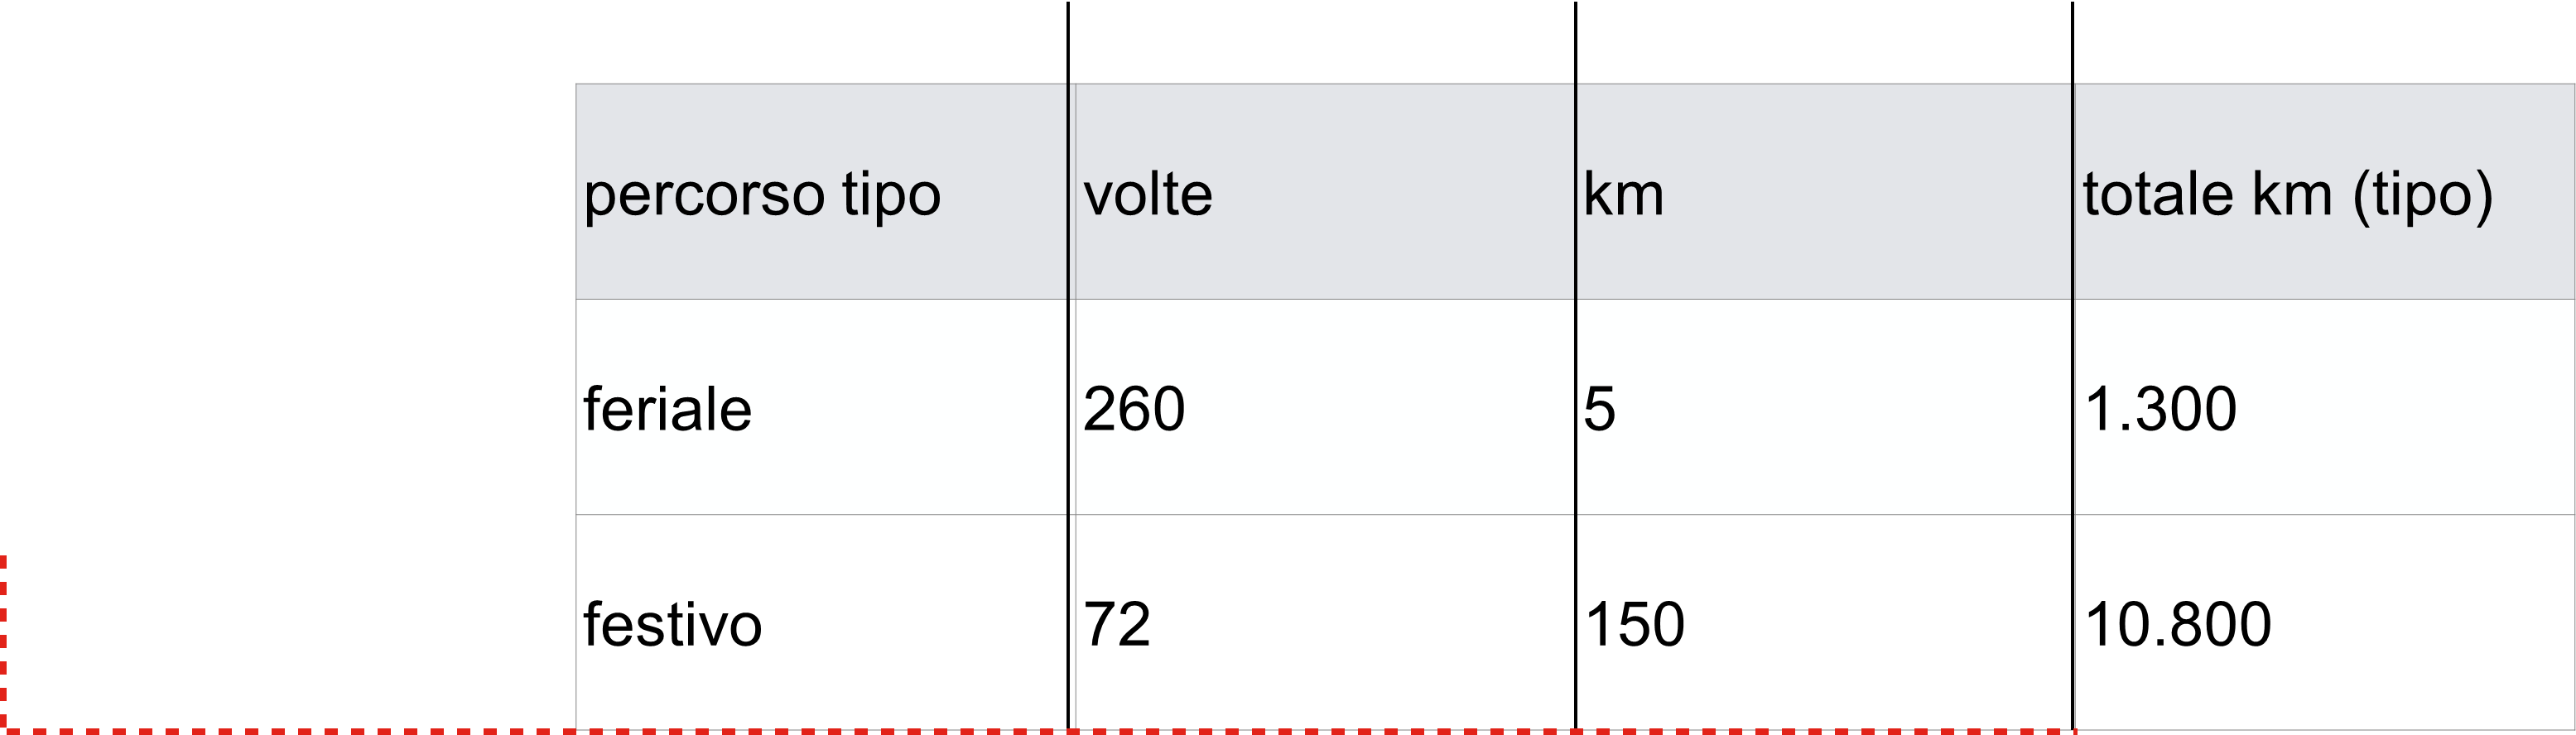 percorso tipo volte km totale km (tipo)
feriale 260 5 1.300
festivo 72 150 10.800